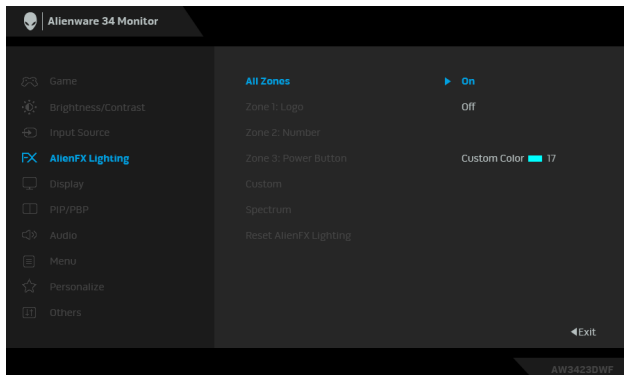 Alienware 34 Monitor
Game
Brightness/Contrast
Input Source
FX AlienFX Lighting
Display
PIP/PBP
Audio
Menu
Personalize
Others
All Zones
On
Zone 1: Logo
Off
Zone 2: Number
Zone 3: Power Button
Custom Color 17
Custom
Spectrum
Reset AlienFX Lighting
Exit
AW3423DWF